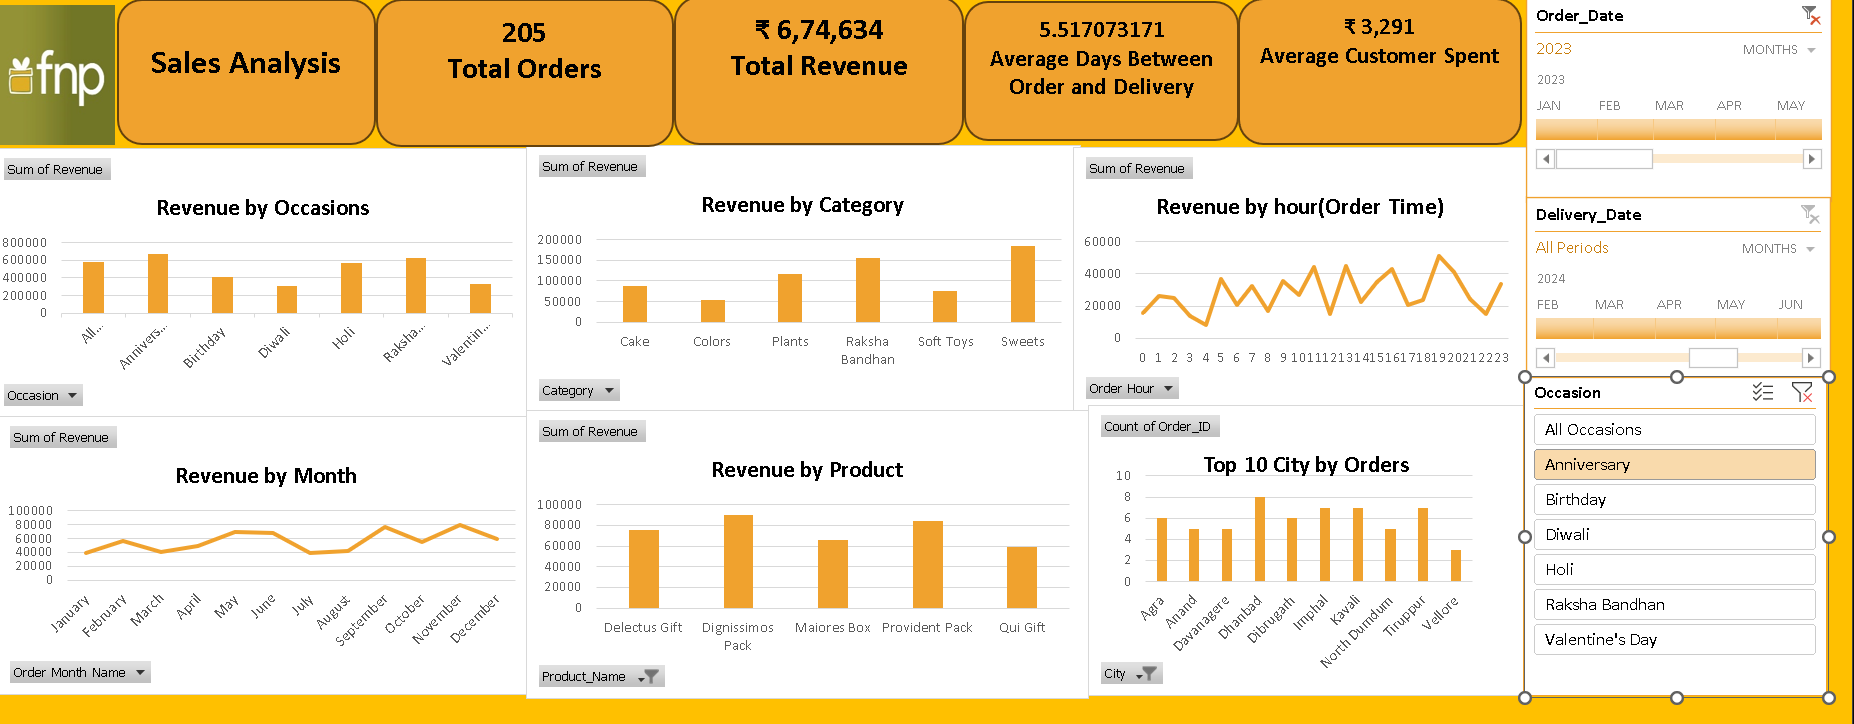 fnp
Sales Analysis
205
Total Orders
₹ 6,74,634
Total Revenue
5.517073171
Average Days Between
Order and Delivery
₹ 3,291
Average Customer Spent
Order_Date
2023
MONTHS
2023
JAN FEB MAR APR MAY
Delivery_Date
All Periods
MONTHS
2024
FEB MAR APR MAY JUN
Occasion
All Occasions
Anniversary
Birthday
Diwali
Holi
Raksha Bandhan
Valentine's Day
Sum of Revenue
Revenue by Occasions
800000
600000
400000
200000
0
All... Annivers... Birthday Diwali Holi Raksha... Valentin...
Occasion
Sum of Revenue
Revenue by Category
200000
150000
100000
50000
0
Cake Colors Plants Raksha Bandhan Soft Toys Sweets
Category
Sum of Revenue
Revenue by hour(Order Time)
60000
40000
20000
0
0 1 2 3 4 5 6 7 8 9 10 11 12 13 14 15 16 17 18 19 20 21 22 23
Order Hour
Sum of Revenue
Revenue by Month
100000
80000
60000
40000
20000
0
January February March April May June July August September October November December
Order Month Name
Sum of Revenue
Revenue by Product
100000
80000
60000
40000
20000
0
Delectus Gift Dignissimos Pack Maiores Box Provident Pack Qui Gift
Product_Name
Count of Order_ID
Top 10 City by Orders
10
8
6
4
2
0
Agra Anand Davanagere Dhanbad Dibrugarh Imphal Kavali North Dumdum Tiruppur Vellore
City